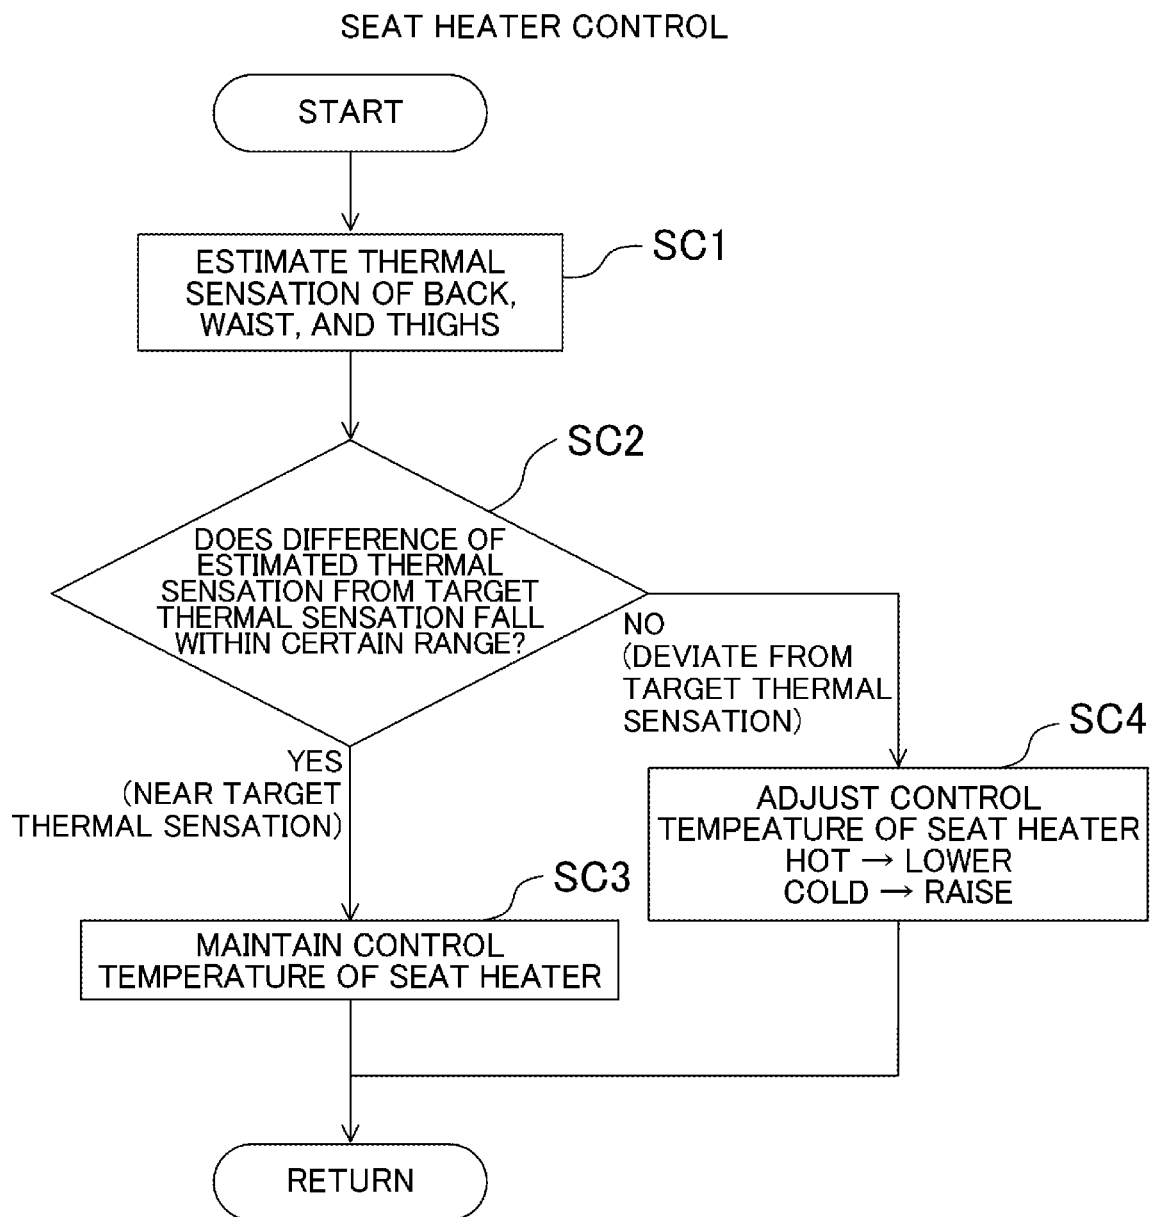 SEAT HEATER CONTROL
START
SC1
ESTIMATE THERMAL
SENSATION OF BACK,
WAIST, AND THIGHS
SC2
DOES DIFFERENCE OF
ESTIMATED THERMAL
SENSATION FROM TARGET
THERMAL SENSATION FALL
WITHIN CERTAIN RANGE?
NO
(DEVIATE FROM
TARGET THERMAL
SENSATION)
YES
(NEAR TARGET
THERMAL SENSATION)
SC4
ADJUST CONTROL
TEMPEATURE OF SEAT HEATER
HOT → LOWER
COLD → RAISE
SC3
MAINTAIN CONTROL
TEMPERATURE OF SEAT HEATER
RETURN